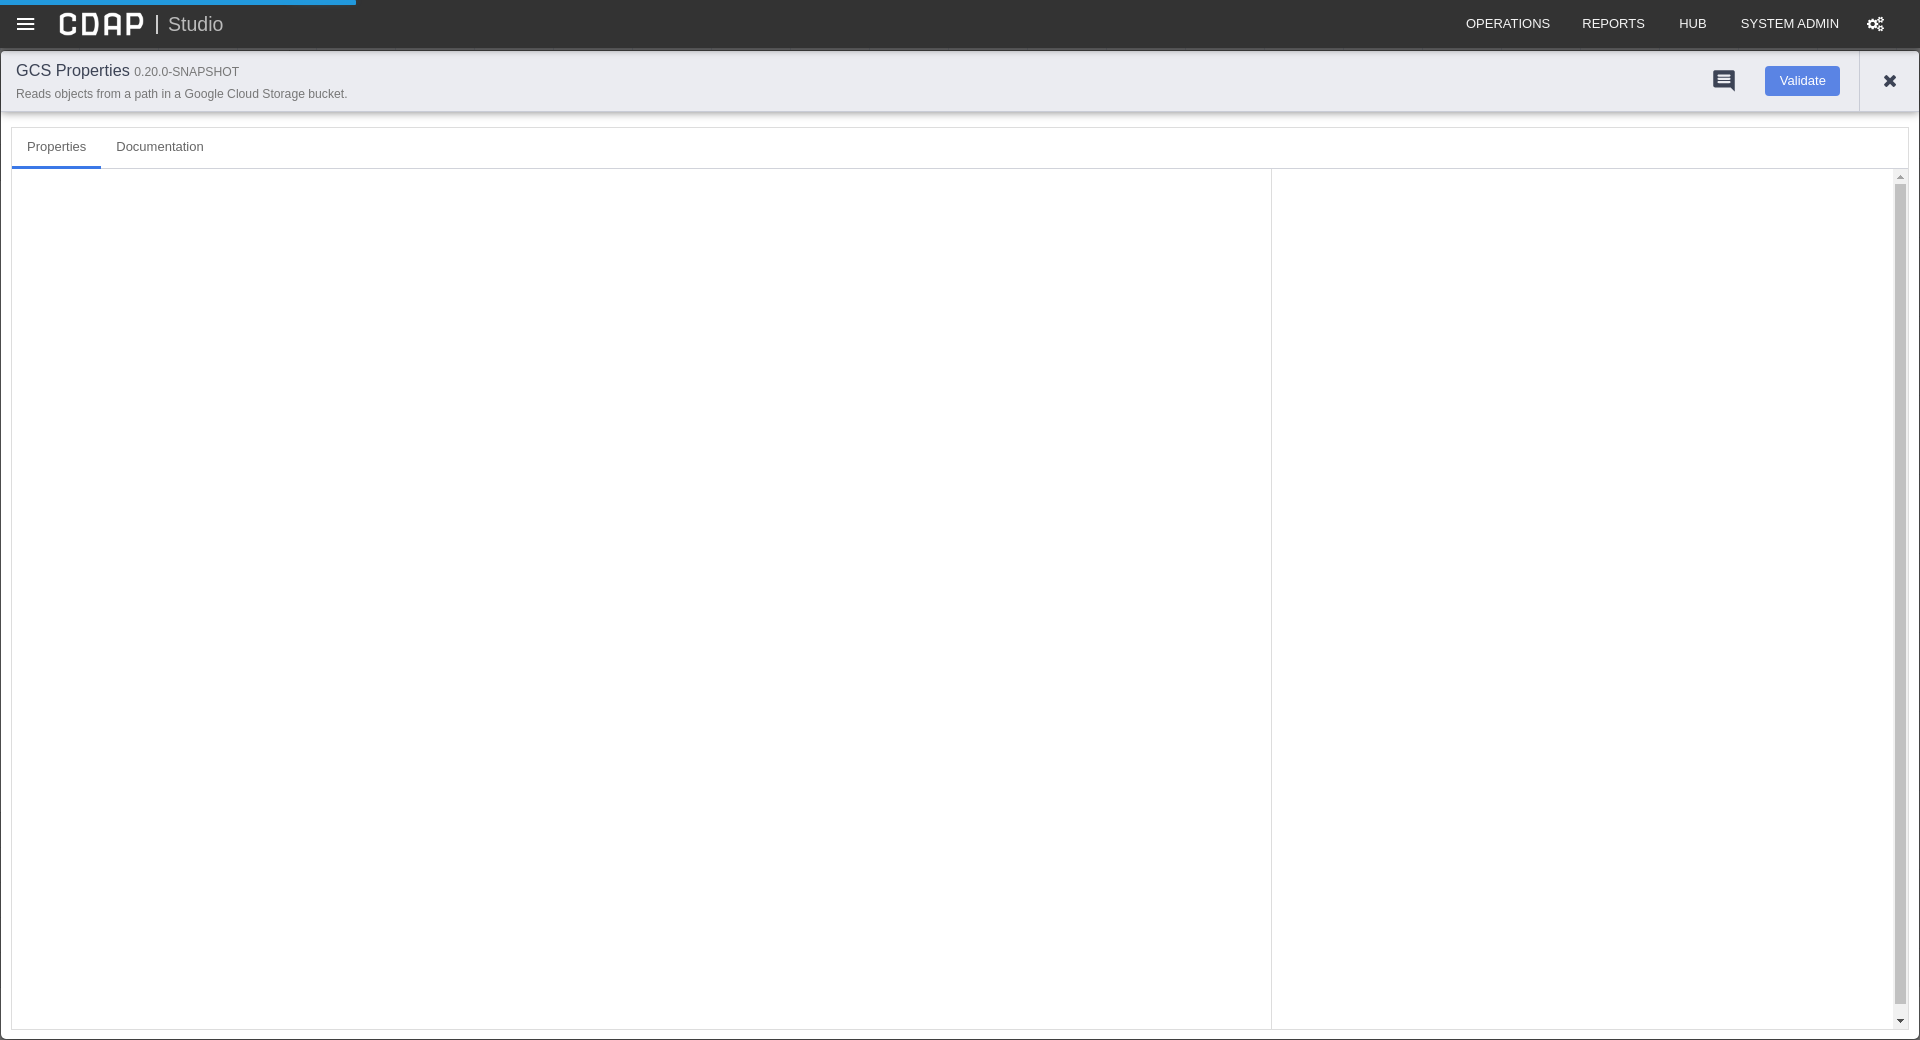 CDAP | Studio
OPERATIONS
REPORTS
HUB
SYSTEM ADMIN
GCS Properties 0.20.0-SNAPSHOT
Reads objects from a path in a Google Cloud Storage bucket.
Validate
Properties
Documentation